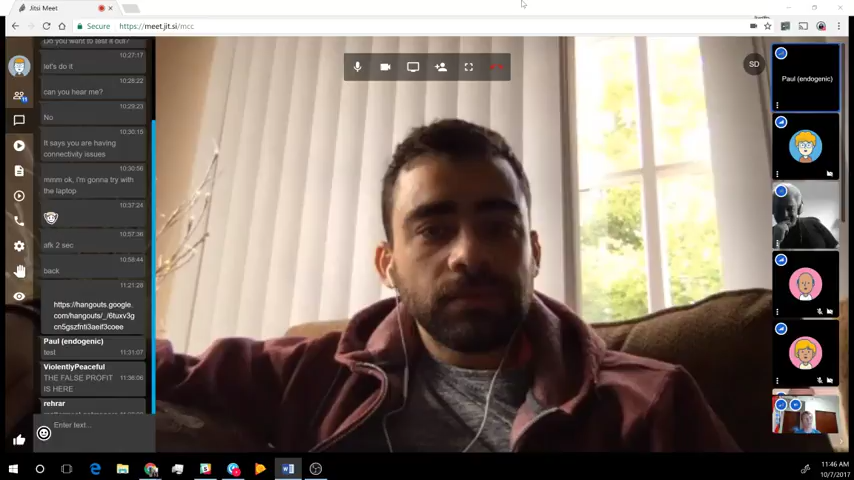 Jitsi Meet
Secure
https://meet.jit.si/mcc
Do you want to test it out?
10:27:17
let's do it
10:28:22
can you hear me?
10:29:23
No
10:30:15
It says you are having
connectivity issues
10:30:56
mmm ok, i'm gonna try with
the laptop
10:37:24
10:57:36
afk 2 sec
10:58:44
back
11:21:28
https://hangouts.google.
com/hangouts/_/6tuxv3g
cn5gszfnti3aeif3coee
Paul (endogenic)
test
11:31:07
ViolentlyPeaceful
THE FALSE PROFIT
IS HERE
11:36:06
rehrar
Enter text...
SD
Paul (endogenic)
11:46 AM
10/7/2017